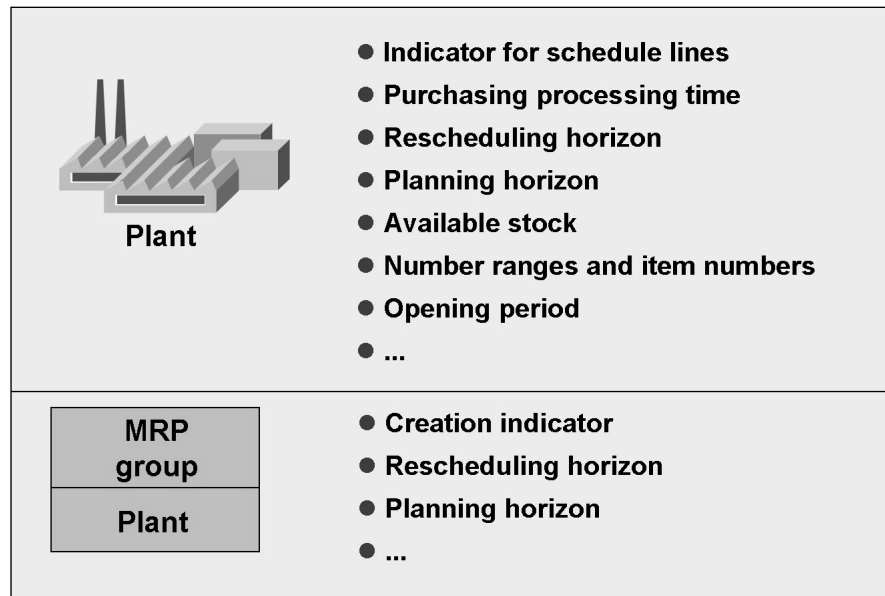 Plant
● Indicator for schedule lines
● Purchasing processing time
● Rescheduling horizon
● Planning horizon
● Available stock
● Number ranges and item numbers
● Opening period
● ...
MRP
group
Plant
● Creation indicator
● Rescheduling horizon
● Planning horizon
● ...